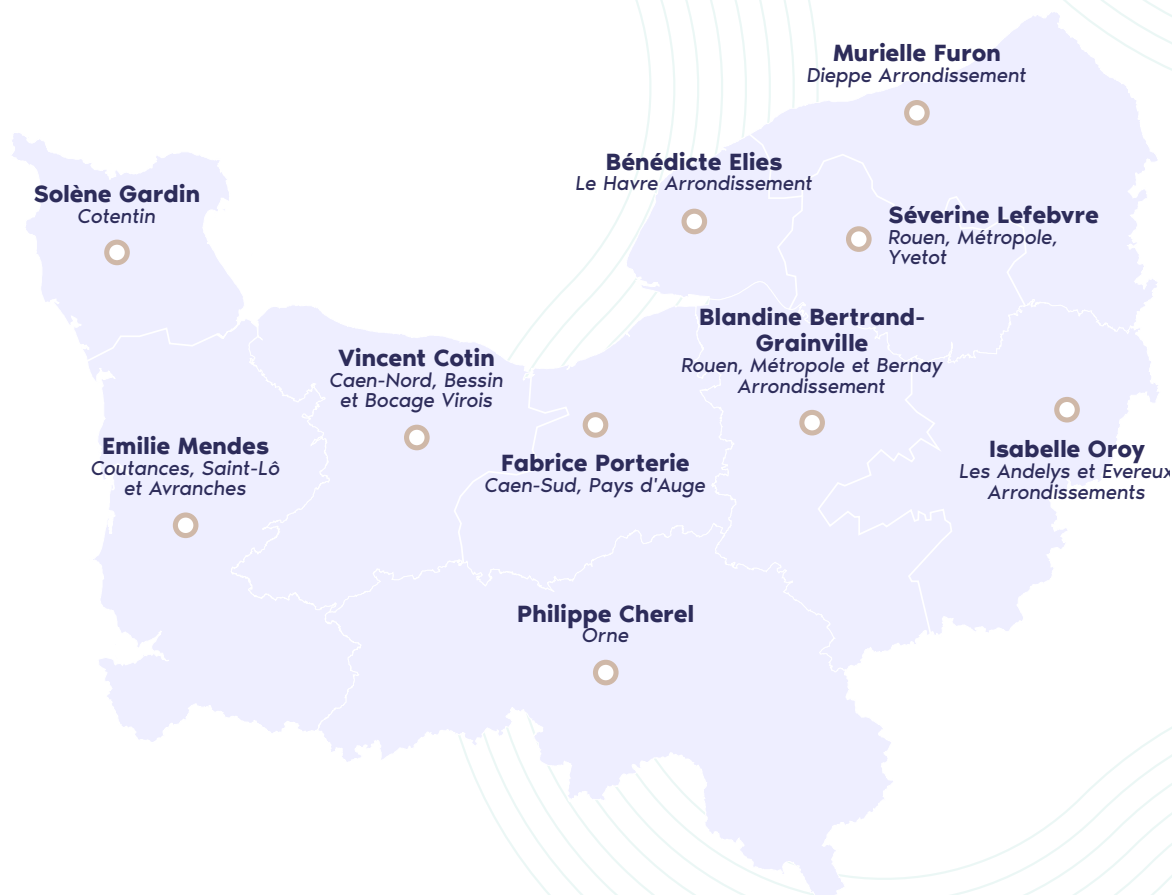 Murielle Furon
Dieppe Arrondissement
Bénédicte Elies
Le Havre Arrondissement
Solène Gardin
Cotentin
Séverine Lefebvre
Rouen, Métropole,
Yvetot
Blandine Bertrand-
Grainville
Rouen, Métropole et Bernay
Arrondissement
Vincent Cotin
Caen-Nord, Bessin
et Bocage Virois
Emilie Mendes
Coutances, Saint-Lô
et Avranches
Fabrice Porterie
Caen-Sud, Pays d'Auge
Isabelle Oroy
Les Andelys et Evereux
Arrondissements
Philippe Cherel
Orne